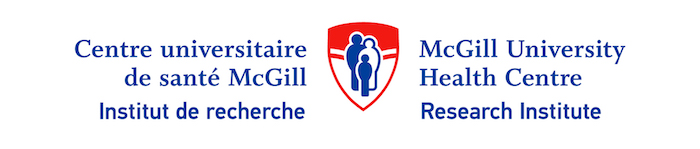 Centre universitaire
de santé McGill
Institut de recherche
McGill University
Health Centre
Research Institute